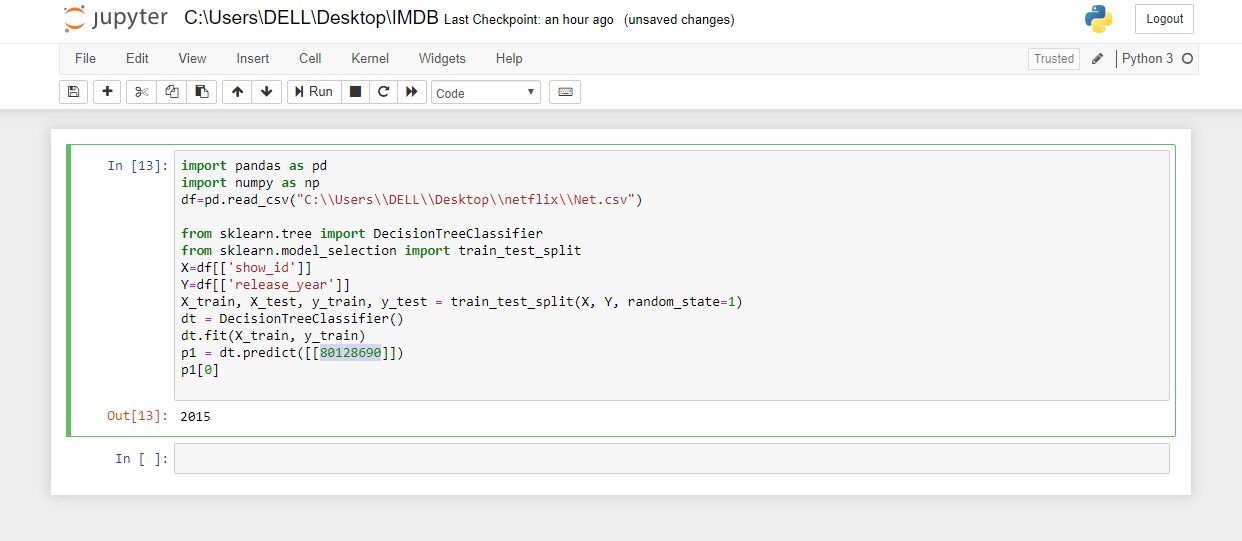 jupyter C:\Users\DELL\Desktop\IMDB Last Checkpoint: an hour ago (unsaved changes) Logout
File Edit View Insert Cell Kernel Widgets Help Trusted Python 3
Run Code
In [13]:
import pandas as pd
import numpy as np
df=pd.read_csv("C:\\Users\\DELL\\Desktop\\netflix\\Net.csv")
from sklearn.tree import DecisionTreeClassifier
from sklearn.model_selection import train_test_split
X=df[['show_id']]
Y=df[['release_year']]
X_train, X_test, y_train, y_test = train_test_split(X, Y, random_state=1)
dt = DecisionTreeClassifier()
dt.fit(X_train, y_train)
p1 = dt.predict([[80128690]])
p1[0]
Out[13]: 2015
In [ ]: